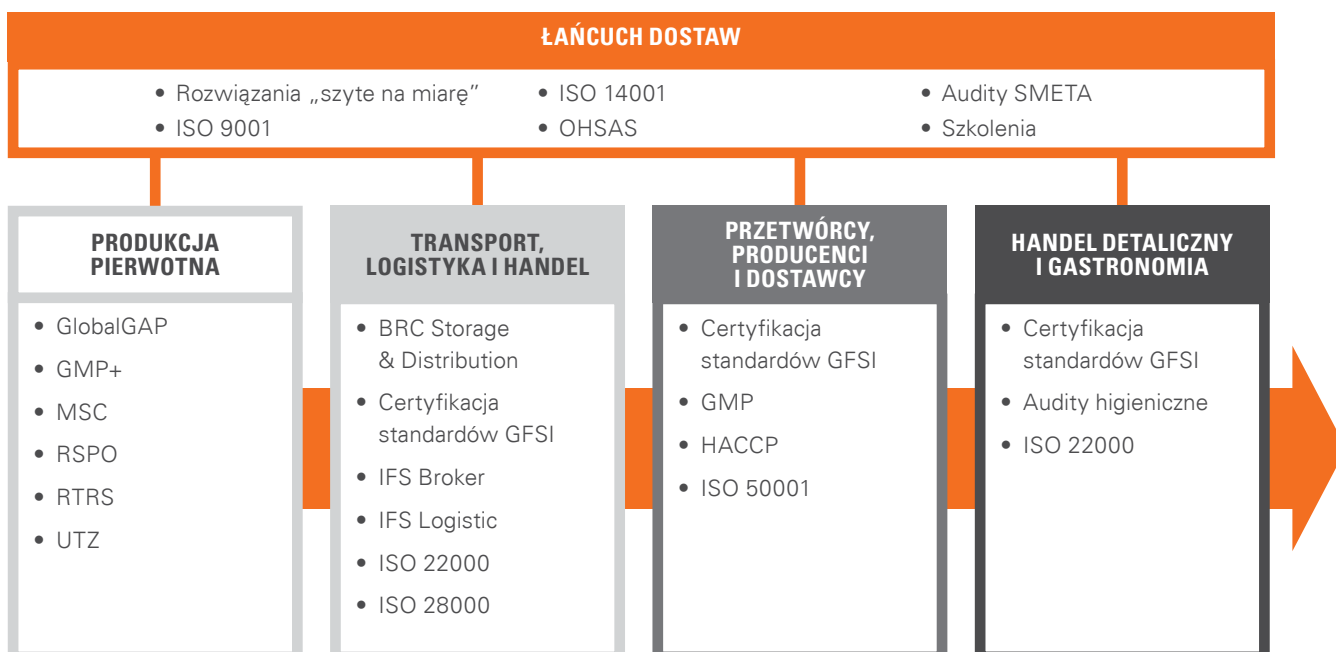 ŁAŃCUCH DOSTAW
• Rozwiązania „szyte na miarę”
• ISO 9001
• ISO 14001
• OHSAS
• Audity SMETA
• Szkolenia
PRODUKCJA
PIERWOTNA
• GlobalGAP
• GMP+
• MSC
• RSPO
• RTRS
• UTZ
TRANSPORT,
LOGISTYKA I HANDEL
• BRC Storage
& Distribution
• Certyfikacja
standardów GFSI
• IFS Broker
• IFS Logistic
• ISO 22000
• ISO 28000
PRZETWÓRCY,
PRODUCENCI
I DOSTAWCY
• Certyfikacja
standardów GFSI
• GMP
• HACCP
• ISO 50001
HANDEL DETALICZNY
I GASTRONOMIA
• Certyfikacja
standardów GFSI
• Audity higieniczne
• ISO 22000